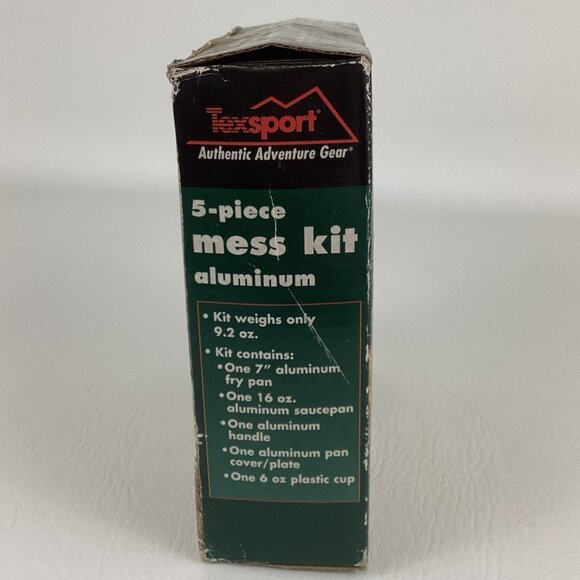 Texsport®
Authentic Adventure Gear®
5-piece
mess kit
aluminum
• Kit weighs only
9.2 oz.
• Kit contains:
•One 7” aluminum
fry pan
•One 16 oz.
aluminum saucepan
•One aluminum
handle
•One aluminum pan
cover/plate
•One 6 oz plastic cup